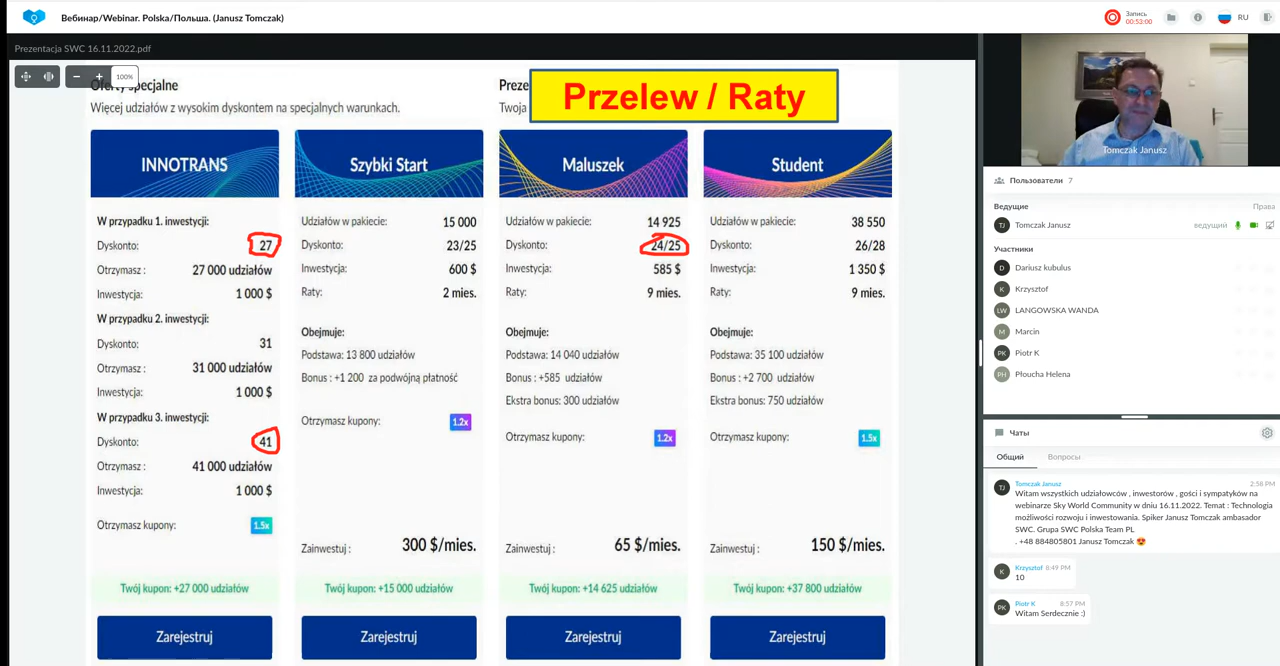 Вебинар/Webinar. Polska/Польша. (Janusz Tomczak)
Запись
00:53:00
RU
Prezentacja SWC 16.11.2022.pdf
100%
Oferty specjalne
Więcej udziałów z wysokim dyskontem na specjalnych warunkach.
Preze
Twoja
Przelew / Raty
INNOTRANS
W przypadku 1. inwestycji:
Dyskonto: 27
Otrzymasz : 27 000 udziałów
Inwestycja: 1 000 $
W przypadku 2. inwestycji:
Dyskonto: 31
Otrzymasz : 31 000 udziałów
Inwestycja: 1 000 $
W przypadku 3. inwestycji:
Dyskonto: 41
Otrzymasz : 41 000 udziałów
Inwestycja: 1 000 $
Otrzymasz kupony: 1.5x
Twój kupon: +27 000 udziałów
Zarejestruj
Szybki Start
Udziałów w pakiecie: 15 000
Dyskonto: 23/25
Inwestycja: 600 $
Raty: 2 mies.
Obejmuje:
Podstawa: 13 800 udziałów
Bonus : +1 200 za podwójną płatność
Otrzymasz kupony: 1.2x
Zainwestuj : 300 $/mies.
Twój kupon: +15 000 udziałów
Zarejestruj
Maluszek
Udziałów w pakiecie: 14 925
Dyskonto: 24/25
Inwestycja: 585 $
Raty: 9 mies.
Obejmuje:
Podstawa: 14 040 udziałów
Bonus : +585 udziałów
Ekstra bonus: 300 udziałów
Otrzymasz kupony: 1.2x
Zainwestuj : 65 $/mies.
Twój kupon: +14 625 udziałów
Zarejestruj
Student
Udziałów w pakiecie: 38 550
Dyskonto: 26/28
Inwestycja: 1 350 $
Raty: 9 mies.
Obejmuje:
Podstawa: 35 100 udziałów
Bonus : +2 700 udziałów
Ekstra bonus: 750 udziałów
Otrzymasz kupony: 1.5x
Zainwestuj : 150 $/mies.
Twój kupon: +37 800 udziałów
Zarejestruj
Tomczak Janusz
Пользователи 7
Ведущие Права
TJ Tomczak Janusz ведущий
Участники
D Dariusz kubulus
K Krzysztof
LW LANGOWSKA WANDA
M Marcin
PK Piotr K
PH Płoucha Helena
Чаты
Общий Вопросы
TJ Tomczak Janusz 2:56 PM
Witam wszystkich udziałowców , inwestorów , gości i sympatyków na
webinarze Sky World Community w dniu 16.11.2022. Temat : Technologia
możliwości rozwoju i inwestowania. Spiker Janusz Tomczak ambasador
SWC. Grupa SWC Polska Team PL
. +48 884805801 Janusz Tomczak 😍
K Krzysztof 8:49 PM
10
PK Piotr K 8:57 PM
Witam Serdecznie :)